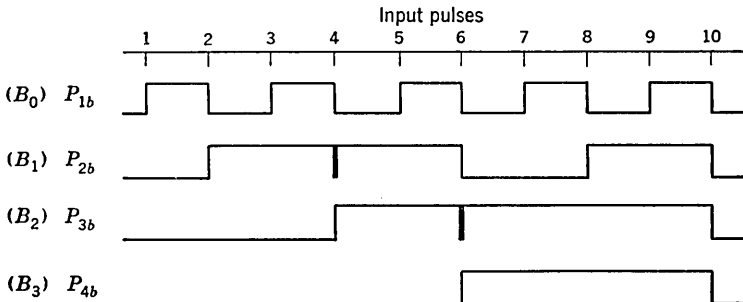 Input pulses
1 2 3 4 5 6 7 8 9 10
(B₀) P₁b
(B₁) P₂b
(B₂) P₃b
(B₃) P₄b